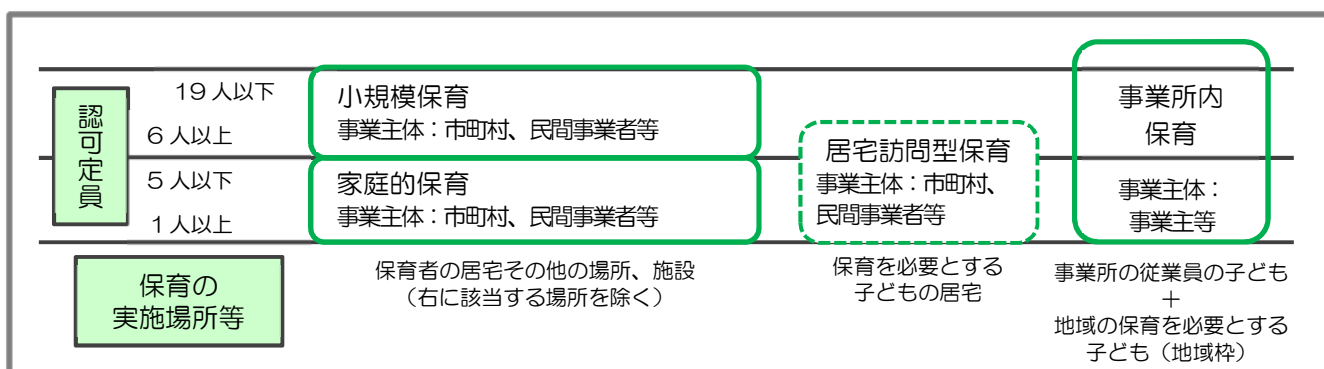 認可定員
19人以下
6人以上
5人以下
1人以上
小規模保育
事業主体：市町村、民間事業者等
家庭的保育
事業主体：市町村、民間事業者等
居宅訪問型保育
事業主体：市町村、
民間事業者等
事業所内
保育
事業主体：
事業主等
保育の
実施場所等
保育者の居宅その他の場所、施設
（右に該当する場所を除く）
保育を必要とする
子どもの居宅
事業所の従業員の子ども
＋
地域の保育を必要とする
子ども（地域枠）